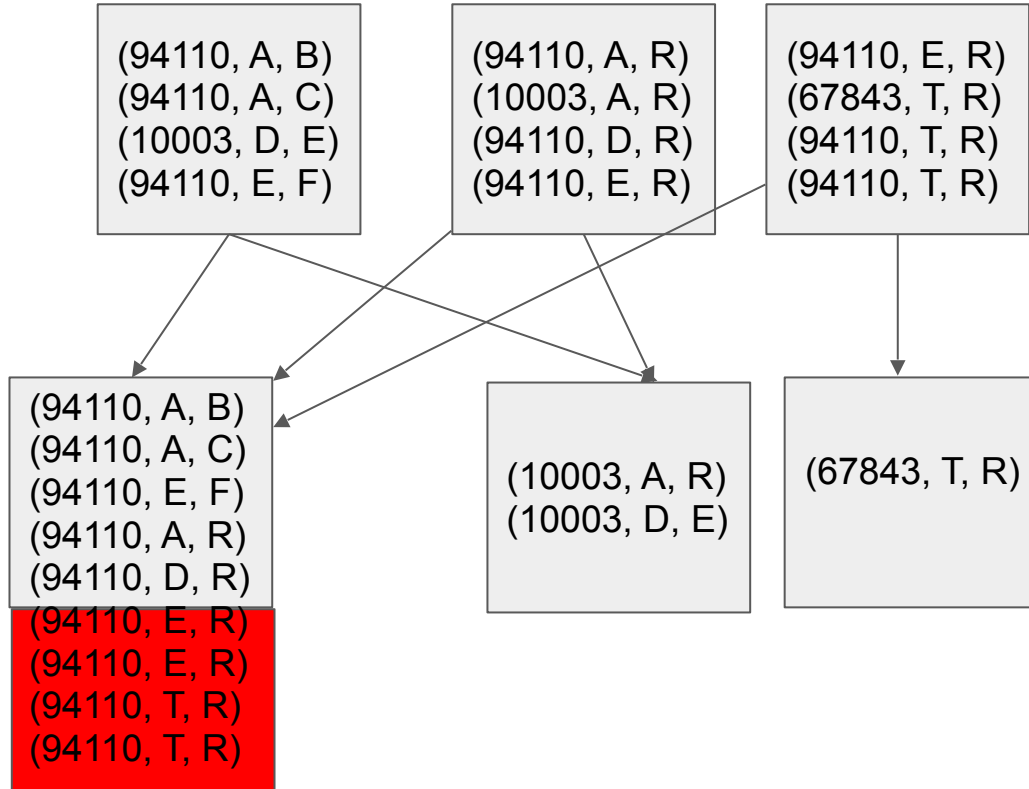 (94110, A, B)
(94110, A, C)
(10003, D, E)
(94110, E, F)
(94110, A, R)
(10003, A, R)
(94110, D, R)
(94110, E, R)
(94110, E, R)
(67843, T, R)
(94110, T, R)
(94110, T, R)
(94110, A, B)
(94110, A, C)
(94110, E, F)
(94110, A, R)
(94110, D, R)
(94110, E, R)
(94110, E, R)
(94110, T, R)
(94110, T, R)
(10003, A, R)
(10003, D, E)
(67843, T, R)